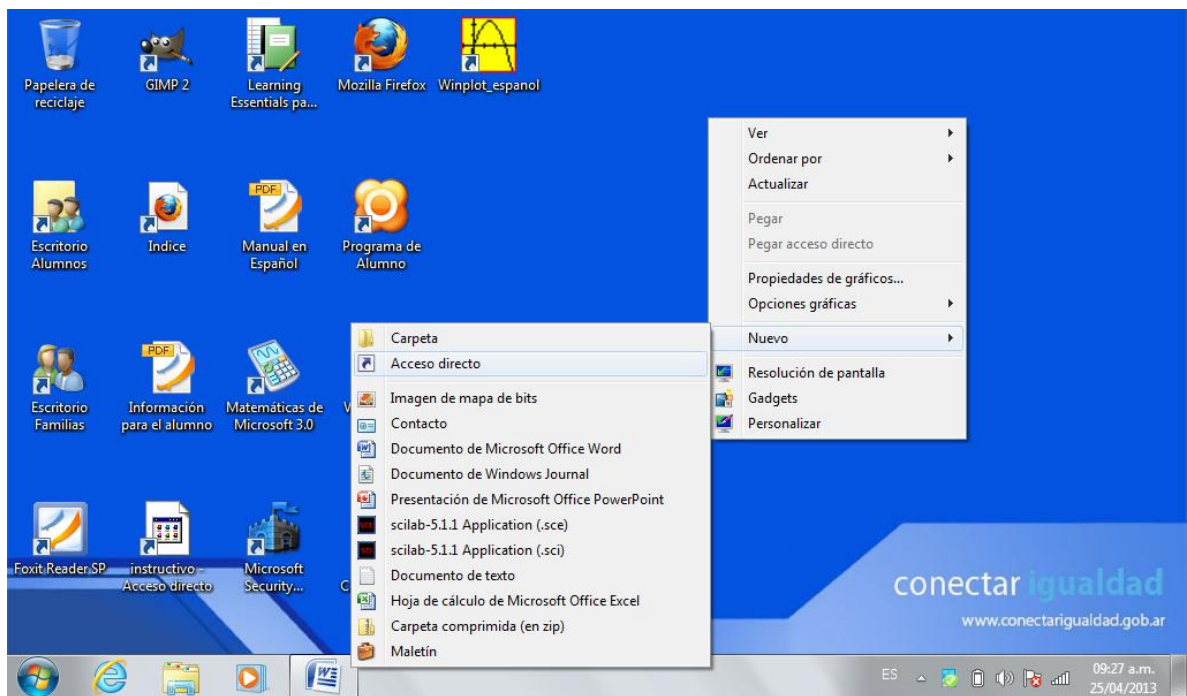 Papelera de
reciclaje
GIMP 2
Learning
Essentials pa...
Mozilla Firefox
Winplot_espanol
Escritorio
Alumnos
Indice
PDF
Manual en
Español
Programa de
Alumno
Escritorio
Familias
PDF
Información
para el alumno
Matemáticas de
Microsoft 3.0
Foxit Reader SP
instructivo -
Acceso directo
Microsoft
Security...
Ver
Ordenar por
Actualizar
Pegar
Pegar acceso directo
Propiedades de gráficos...
Opciones gráficas
Nuevo
Resolución de pantalla
Gadgets
Personalizar
Carpeta
Acceso directo
Imagen de mapa de bits
Contacto
Documento de Microsoft Office Word
Documento de Windows Journal
Presentación de Microsoft Office PowerPoint
scilab-5.1.1 Application (.sce)
scilab-5.1.1 Application (.sci)
Documento de texto
Hoja de cálculo de Microsoft Office Excel
Carpeta comprimida (en zip)
Maletín
conectar igualdad
www.conectarigualdad.gob.ar
ES
09:27 a.m.
25/04/2013